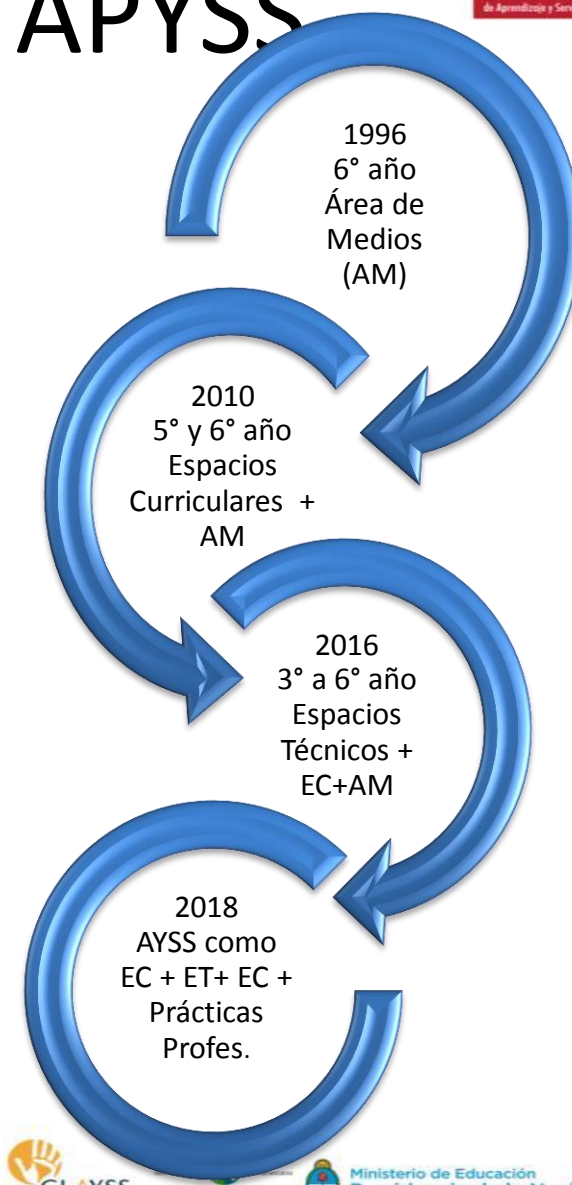 APYSS
de Aprendizaje y Serv
1996
6° año
Área de
Medios
(AM)
2010
5° y 6° año
Espacios
Curriculares +
AM
2016
3° a 6° año
Espacios
Técnicos +
EC+AM
2018
AYSS como
EC + ET+ EC +
Prácticas
Profes.
CLAYSS
Ministerio de Educación